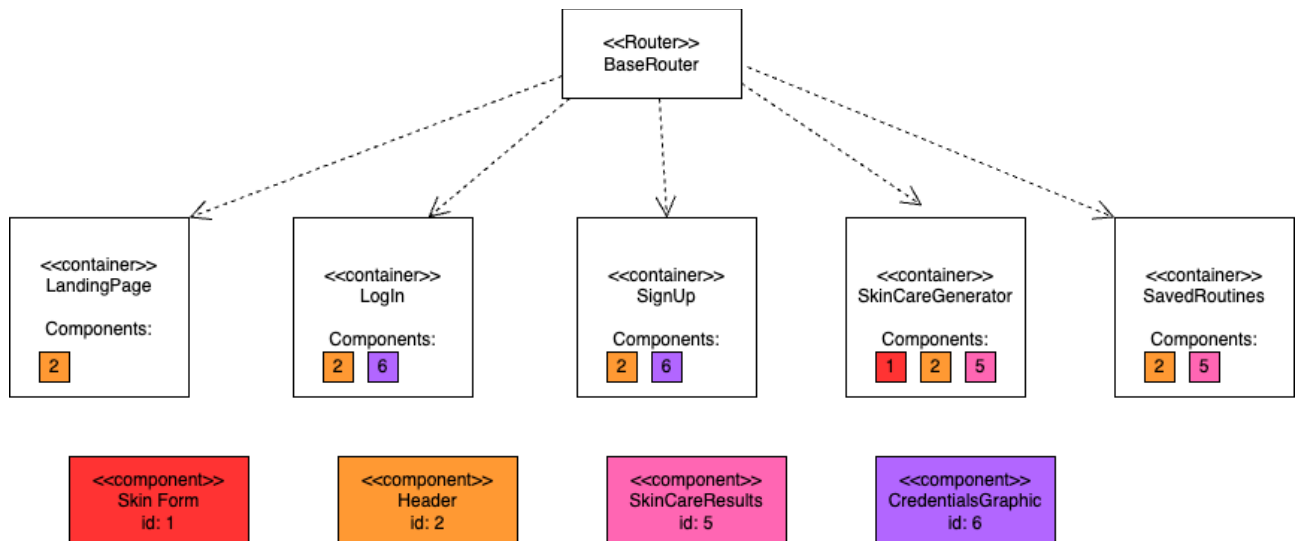 <<Router>>
BaseRouter
<<container>>
LandingPage
Components:
2
<<container>>
LogIn
Components:
2 6
<<container>>
SignUp
Components:
2 6
<<container>>
SkinCareGenerator
Components:
1 2 5
<<container>>
SavedRoutines
Components:
2 5
<<component>>
Skin Form
id: 1
<<component>>
Header
id: 2
<<component>>
SkinCareResults
id: 5
<<component>>
CredentialsGraphic
id: 6